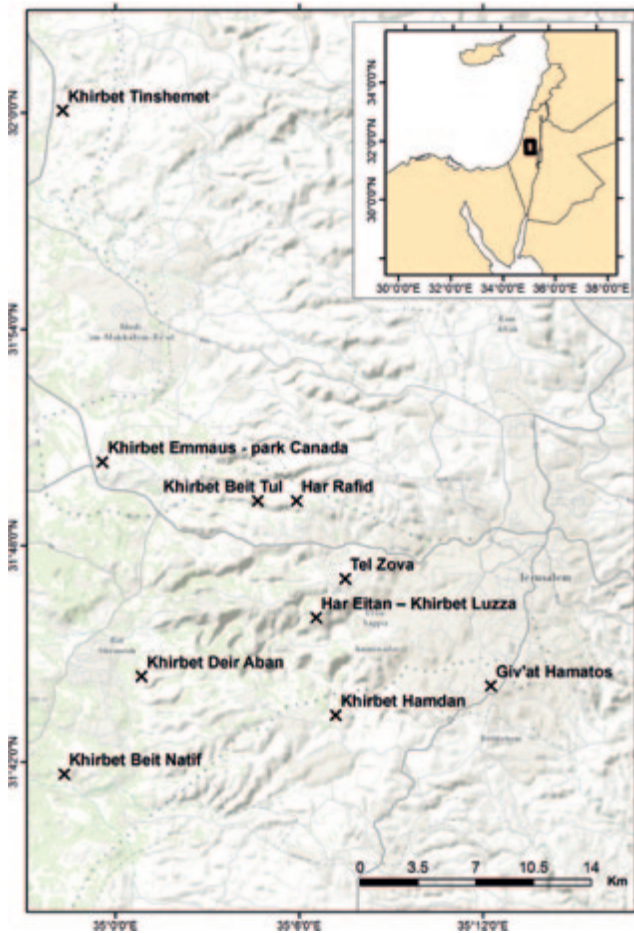 Khirbet Tinshemet
32°0'0"N
34°0'0"N
32°0'0"N
30°0'0"N
30°0'0"E 32°0'0"E 34°0'0"E 36°0'0"E 38°0'0"E
31°54'0"N
Khirbet Emmaus - park Canada
Khirbet Beit Tul Har Rafid
31°48'0"N
Tel Zova
Jerusalem
Har Eitan – Khirbet Luzza
Khirbet Deir Aban
Giv'at Hamatos
Khirbet Hamdan
31°42'0"N
Khirbet Beit Natif
0 3.5 7 10.5 14
Km
35°0'0"E 35°6'0"E 35°12'0"E